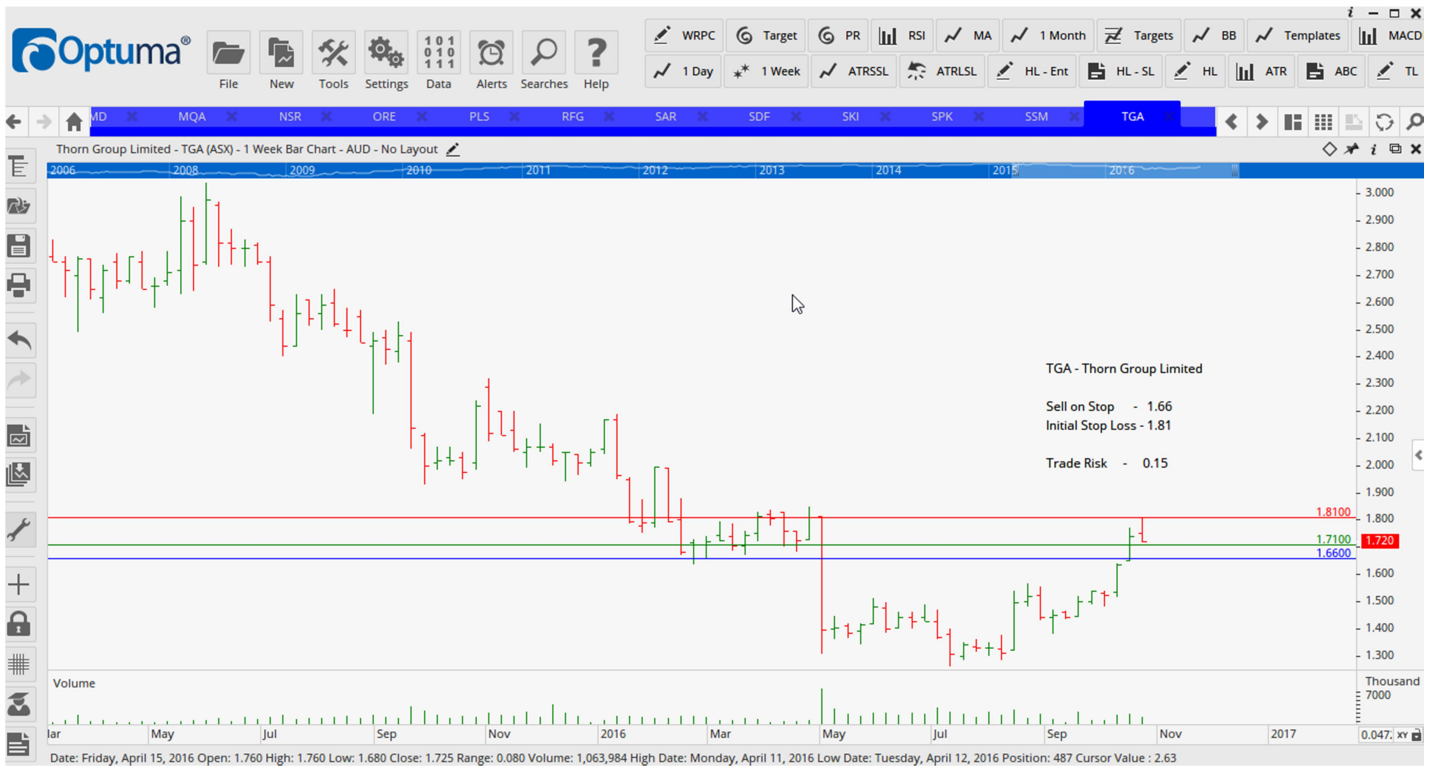 i
Optuma®
File New Tools Settings Data Alerts Searches Help
WRPC Target PR RSI MA 1 Month Targets BB Templates MACD
1 Day 1 Week ATRSSL ATRLSL HL - Ent HL - SL HL ATR ABC TL
MD MQA NSR ORE PLS RFG SAR SDF SKI SPK SSM TGA
Thorn Group Limited - TGA (ASX) - 1 Week Bar Chart - AUD - No Layout
2006 2008 2009 2010 2011 2012 2013 2014 2015 2016
3.000
2.900
2.800
2.700
2.600
2.500
2.400
TGA - Thorn Group Limited
2.300
Sell on Stop - 1.66
2.200
Initial Stop Loss - 1.81
2.100
Trade Risk - 0.15
2.000
1.900
1.8100
1.800
1.7100
1.720
1.6600
1.600
1.500
1.400
1.300
Volume
Thousand
7000
lar May Jul Sep Nov 2016 Mar May Jul Sep Nov 2017 0.047, XY
Date: Friday, April 15, 2016 Open: 1.760 High: 1.760 Low: 1.680 Close: 1.725 Range: 0.080 Volume: 1,063,984 High Date: Monday, April 11, 2016 Low Date: Tuesday, April 12, 2016 Position: 487 Cursor Value : 2.63